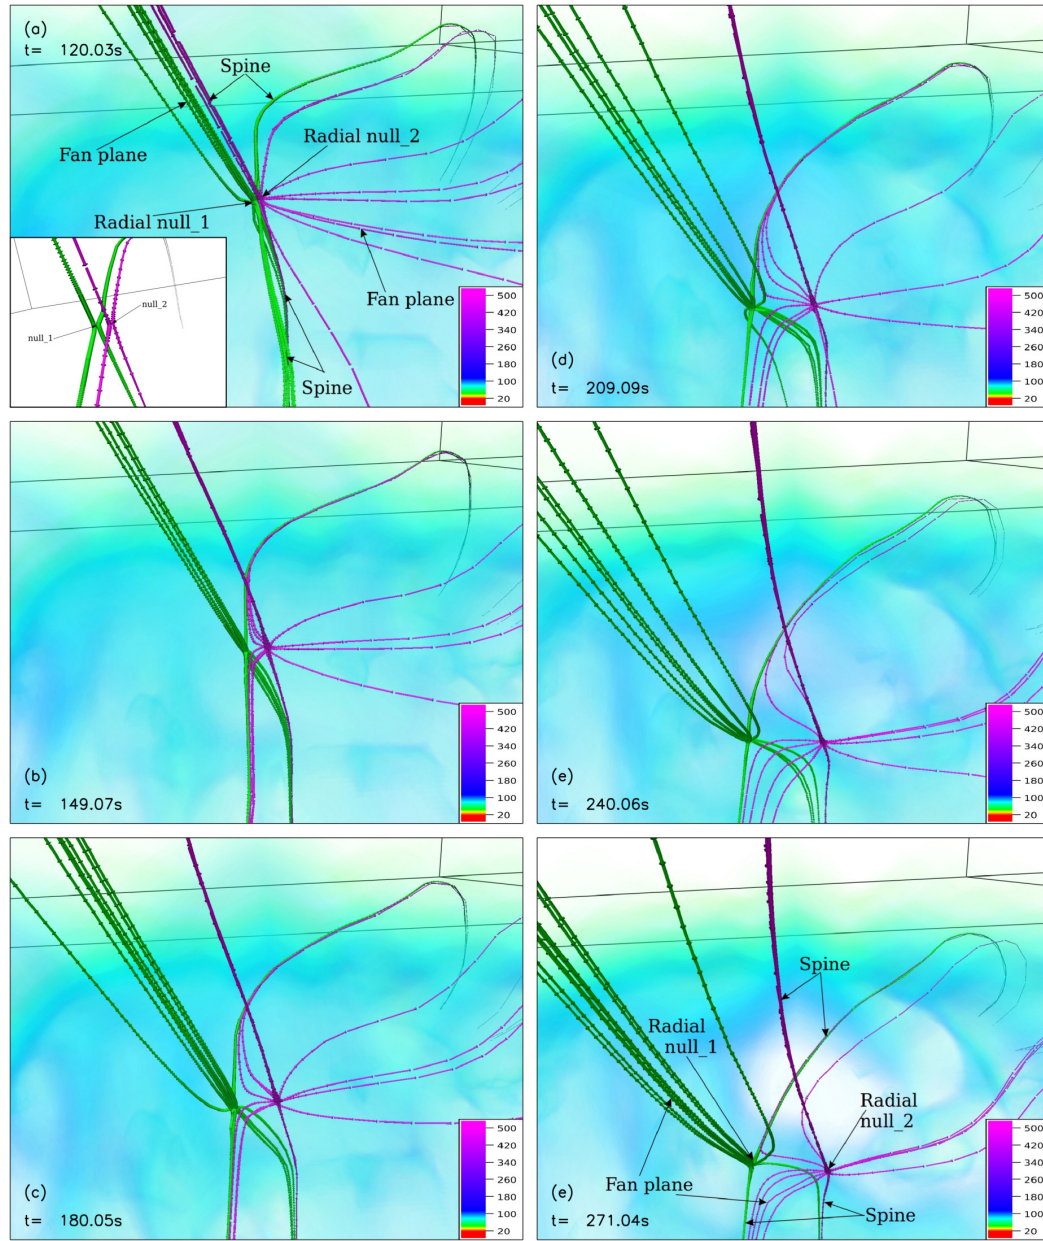 (a)
t= 120.03s
Spine
Fan plane
Radial null_2
Radial null_1
Fan plane
Spine
null_1
null_2
500
420
340
260
180
100
20
(b)
t= 149.07s
500
420
340
260
180
100
20
(c)
t= 180.05s
500
420
340
260
180
100
20
(d)
t= 209.09s
500
420
340
260
180
100
20
(e)
t= 240.06s
500
420
340
260
180
100
20
Spine
Radial
null_1
Radial
null_2
Fan plane
Spine
(e)
t= 271.04s
500
420
340
260
180
100
20